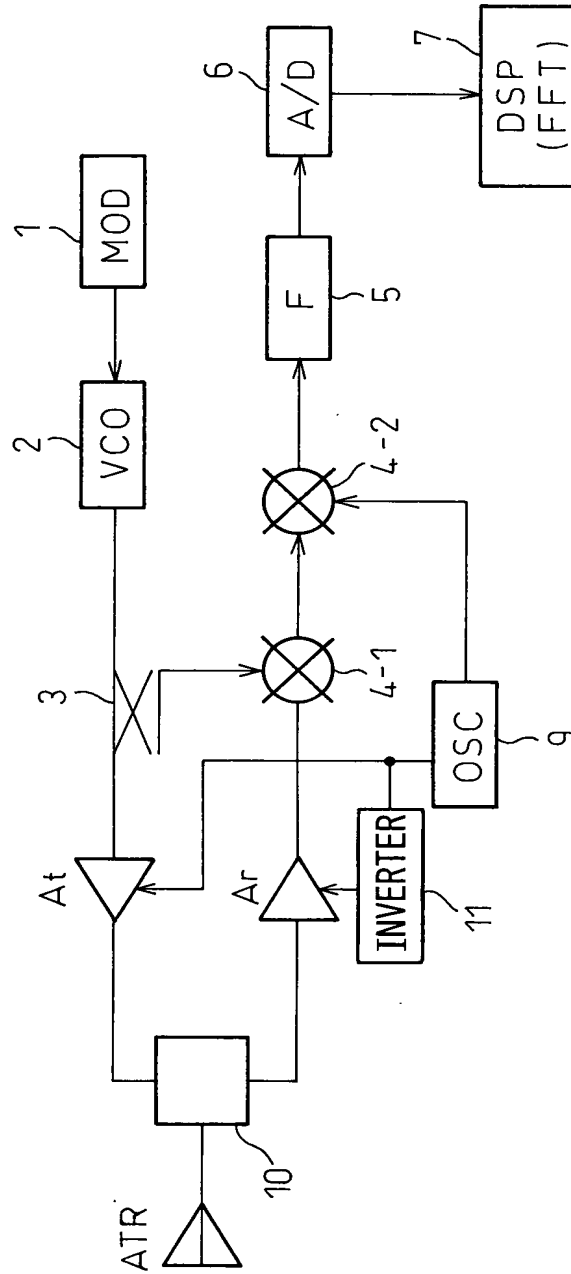 ATR
10
At
Ar
3
2
VCO
1
MOD
4-1
4-2
F
5
6
A/D
7
DSP
(FFT)
INVERTER
11
OSC
9